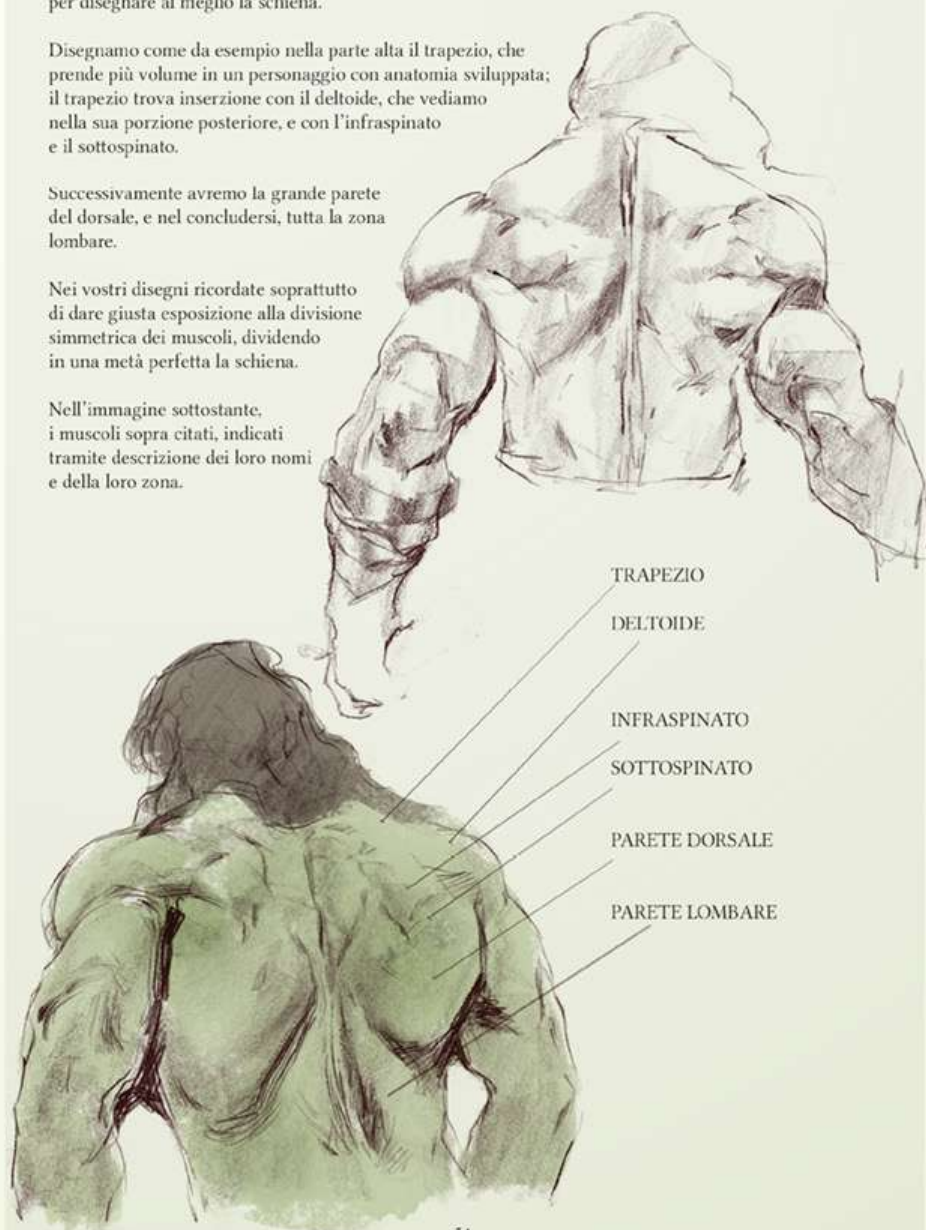 per disegnare al meglio la schiena.
Disegnamo come da esempio nella parte alta il trapezio, che
prende più volume in un personaggio con anatomia sviluppata;
il trapezio trova inserzione con il deltoide, che vediamo
nella sua porzione posteriore, e con l'infraspinato
e il sottospinato.
Successivamente avremo la grande parete
del dorsale, e nel concludersi, tutta la zona
lombare.
Nei vostri disegni ricordate soprattutto
di dare giusta esposizione alla divisione
simmetrica dei muscoli, dividendo
in una metà perfetta la schiena.
Nell'immagine sottostante,
i muscoli sopra citati, indicati
tramite descrizione dei loro nomi
e della loro zona.
TRAPEZIO
DELTOIDE
INFRASPINATO
SOTTOSPINATO
PARETE DORSALE
PARETE LOMBARE